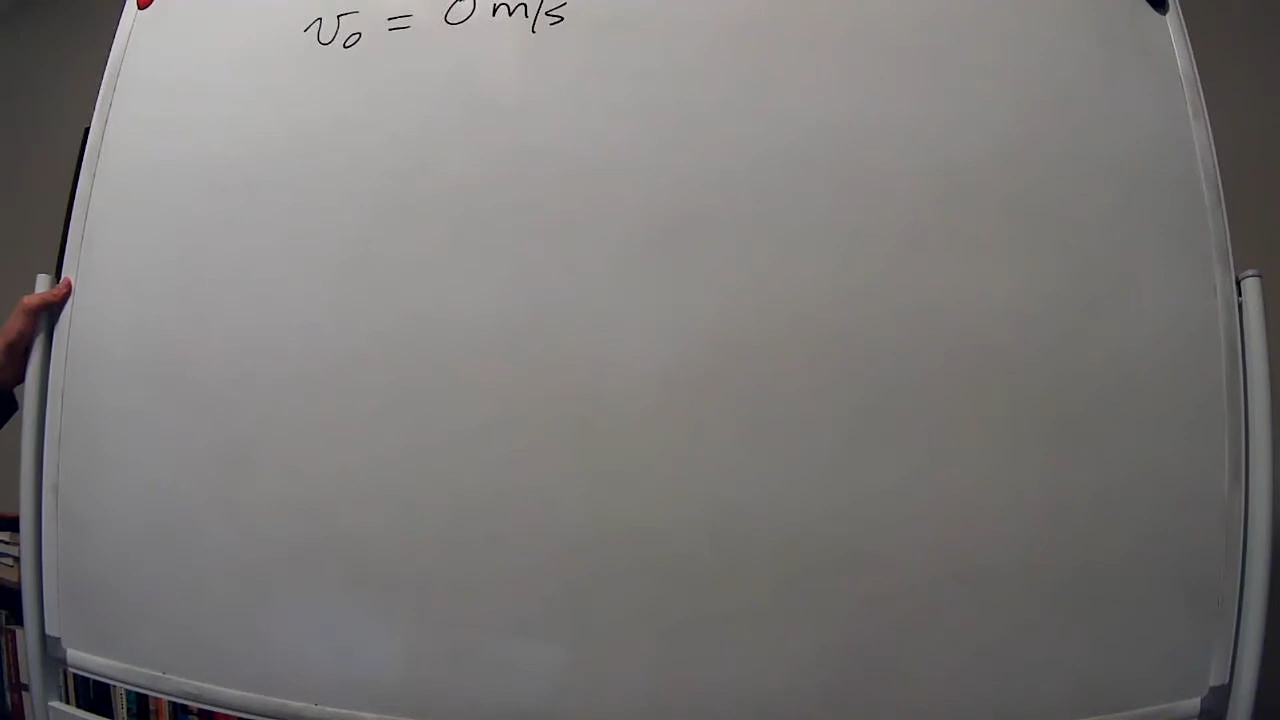 v₀ = 0 m/s